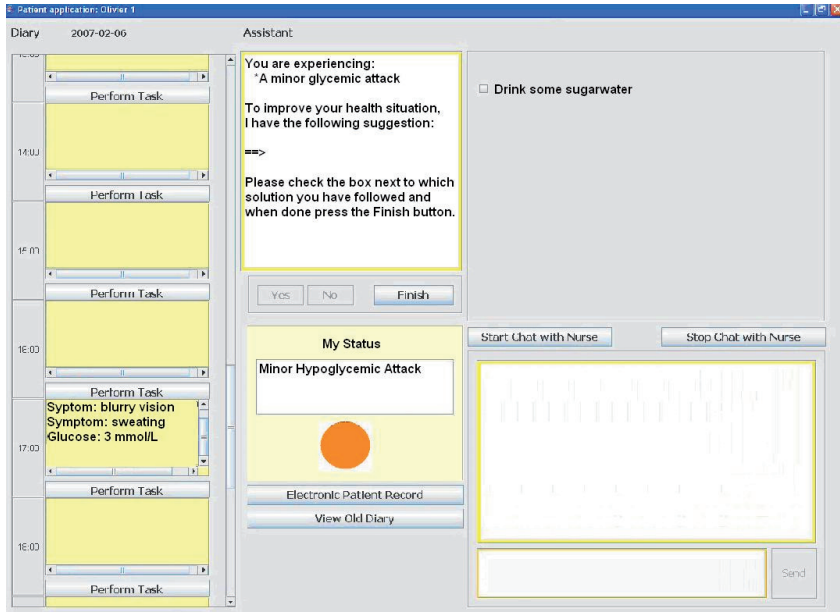 Patient application: Olivier 1
Diary 2007-02-06 Assistant
Perform Task
14:00
Perform Task
15:00
Perform Task
16:00
Perform Task
Syptom: blurry vision
Symptom: sweating
Glucose: 3 mmol/L
17:00
Perform Task
18:00
Perform Task
You are experiencing:
*A minor glycemic attack
To improve your health situation,
I have the following suggestion:
==>
Please check the box next to which
solution you have followed and
when done press the Finish button.
Yes No Finish
My Status
Minor Hypoglycemic Attack
Electronic Patient Record
View Old Diary
Drink some sugarwater
Start Chat with Nurse Stop Chat with Nurse
Send